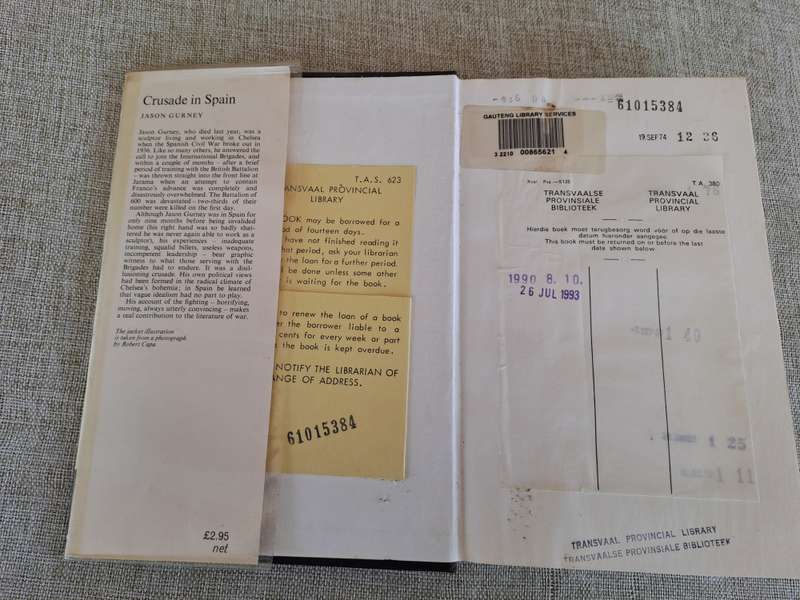 Crusade in Spain
JASON GURNEY
Jason Gurney, who died last year, was a
sculptor living and working in Chelsea
when the Spanish Civil War broke out in
1936. Like so many others, he answered the
call to join the International Brigades, and
within a couple of months – after a brief
period of training with the British Battalion
– was thrown straight into the front line at
Jarama when an attempt to contain
Franco's advance was completely and
disastrously overwhelmed. The Battalion of
600 was devastated – two-thirds of their
number were killed on the first day.
Although Jason Gurney was in Spain for
only nine months before being invalided
home (his right hand was so badly shat-
tered he was never again able to work as a
sculptor), his experiences – inadequate
training, squalid billets, useless weapons,
incompetent leadership – bear graphic
witness to what those serving with the
Brigades had to endure. It was a disil-
lusioning crusade. His own political views
had been formed in the radical climate of
Chelsea's bohemia; in Spain he learned
that vague idealism had no part to play.
His account of the fighting – horrifying,
moving, always utterly convincing – makes
a real contribution to the literature of war.
The jacket illustration
is taken from a photograph
by Robert Capa
£2.95
net
T.A.S. 623
ANSVAAL PROVINCIAL
LIBRARY
OOK may be borrowed for a
od of fourteen days.
have not finished reading it
hat period, ask your librarian
the loan for a further period.
be done unless some other
is waiting for the book.
to renew the loan of a book
er the borrower liable to a
cents for every week or part
the book is kept overdue.
NOTIFY THE LIBRARIAN OF
ANGE OF ADDRESS.
61015384
61015384
GAUTENG LIBRARY SERVICES
3 2210 00865621 4
19 SEP 74 12 26
T.A. 380
TRANSVAALSE
PROVINSIALE
BIBLIOTEEK
TRANSVAAL
PROVINCIAL
LIBRARY
Hierdie boek moet terugbesorg word vóór of op die laaste
datum hieronder aangegee.
This book must be returned on or before the last
date shown below.
1990 8. 10.
26 JUL 1993
1 40
1 25
1 11
TRANSVAAL PROVINCIAL LIBRARY
TRANSVAALSE PROVINSIALE BIBLIOTEEK